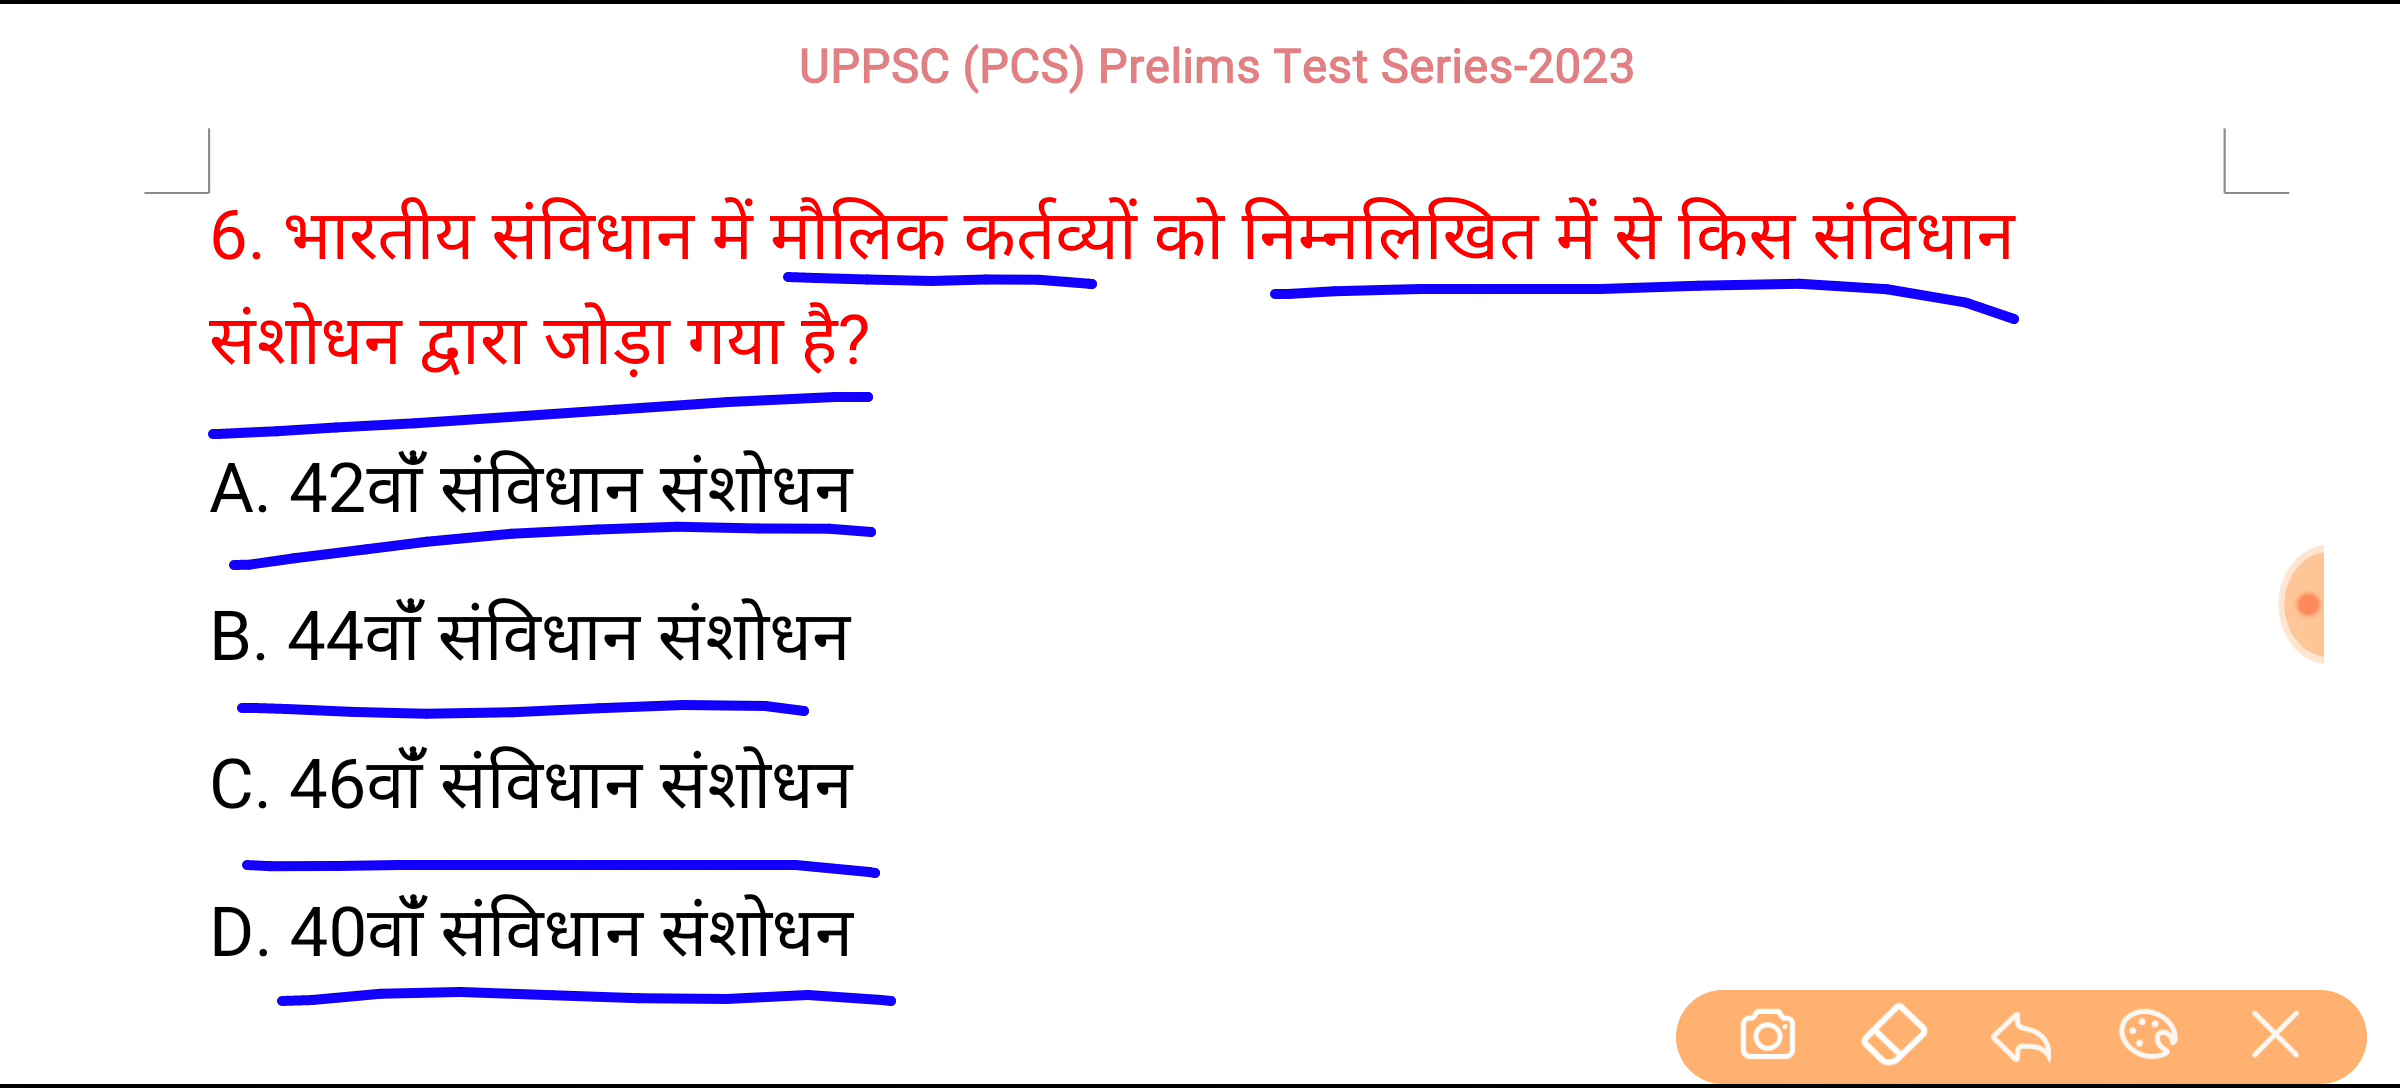 UPPSC (PCS) Prelims Test Series-2023
6. भारतीय संविधान में मौलिक कर्तव्यों को निम्नलिखित में से किस संविधान
संशोधन द्वारा जोड़ा गया है?
A. 42वाँ संविधान संशोधन
B. 44वाँ संविधान संशोधन
C. 46वाँ संविधान संशोधन
D. 40वाँ संविधान संशोधन